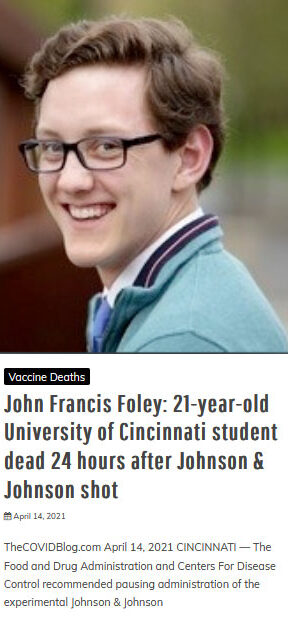 Vaccine Deaths
John Francis Foley: 21-year-old
University of Cincinnati student
dead 24 hours after Johnson &
Johnson shot
April 14, 2021
TheCOVIDBlog.com April 14, 2021 CINCINNATI — The
Food and Drug Administration and Centers For Disease
Control recommended pausing administration of the
experimental Johnson & Johnson